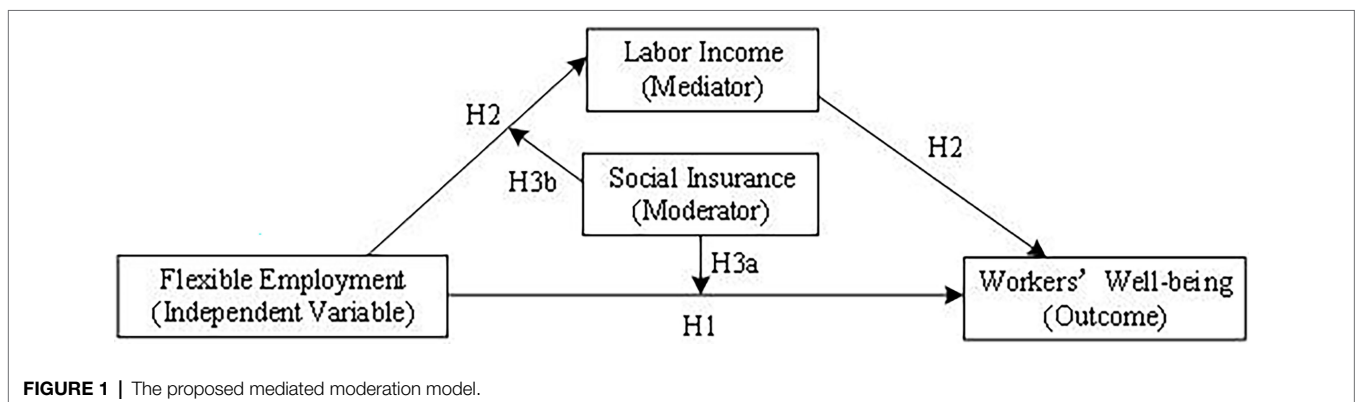 Labor Income
(Mediator)
H2
H2
Social Insurance
(Moderator)
H3b
H3a
Flexible Employment
(Independent Variable)
Workers' Well-being
(Outcome)
H1
FIGURE 1 | The proposed mediated moderation model.